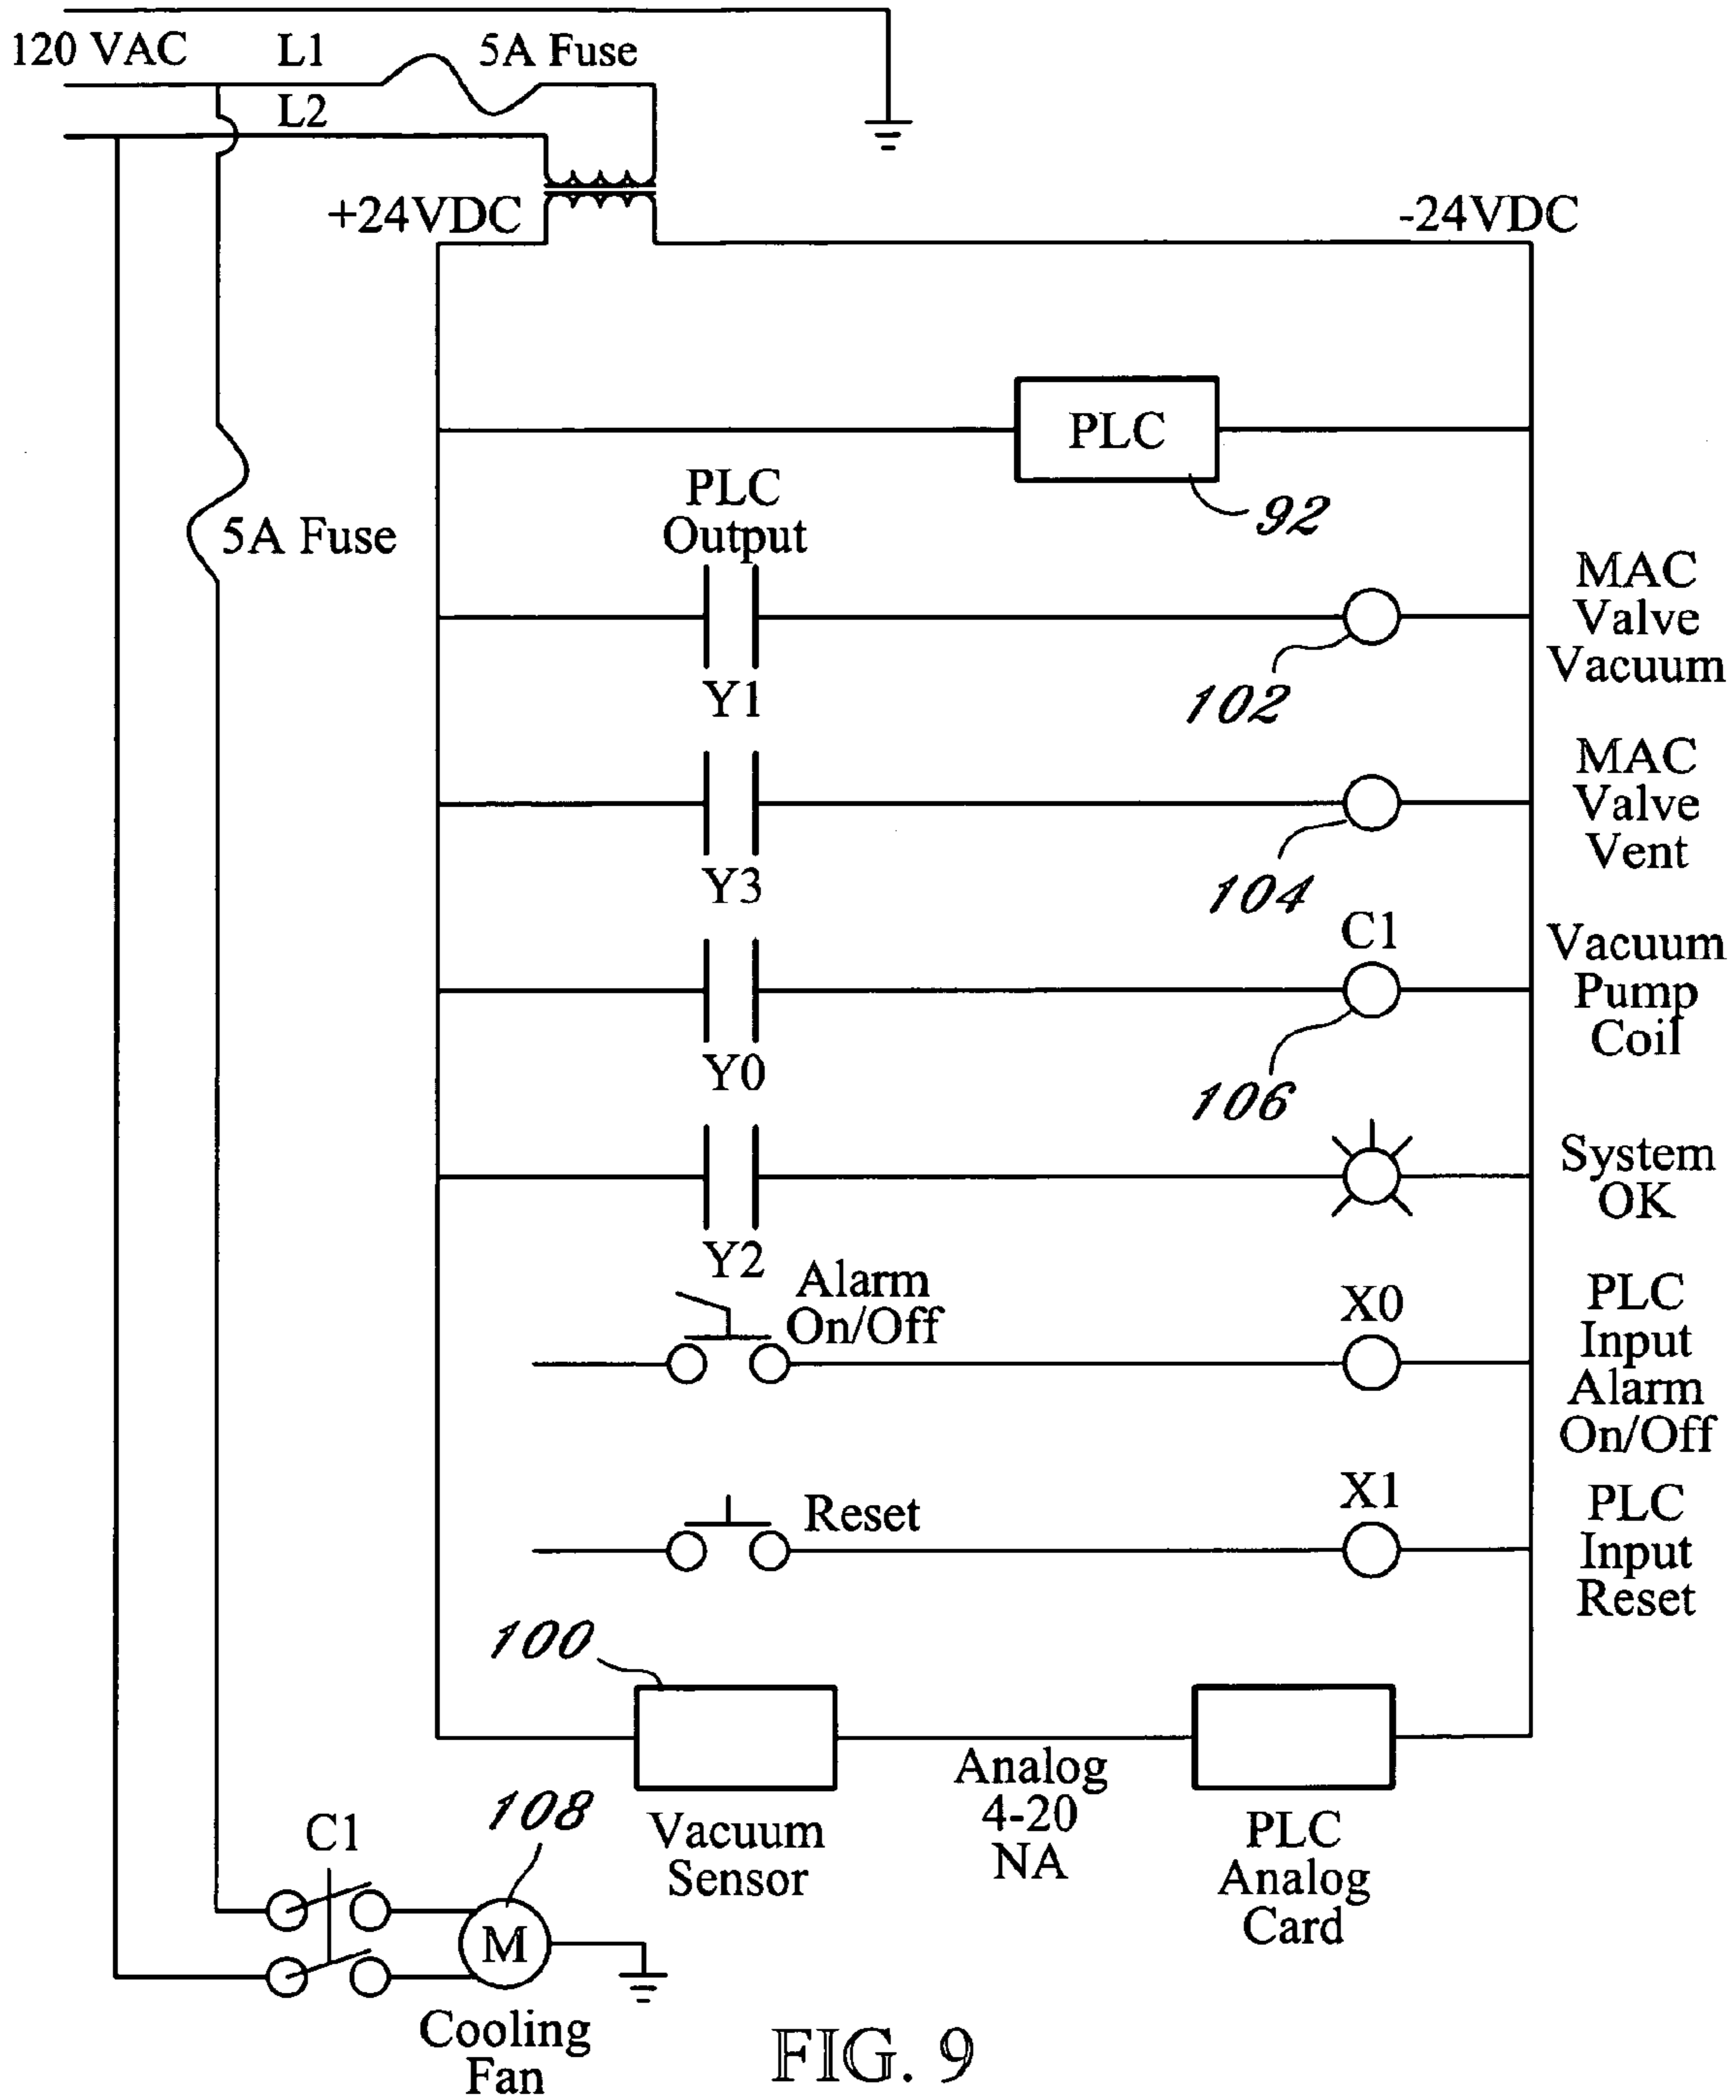 120 VAC
L1
5A Fuse
L2
+24VDC
-24VDC
PLC
92
PLC
Output
5A Fuse
MAC
Valve
Vacuum
102
Y1
MAC
Valve
Vent
104
Y3
C1
Vacuum
Pump
Coil
106
Y0
System
OK
Y2
Alarm
On/Off
X0
PLC
Input
Alarm
On/Off
Reset
X1
PLC
Input
Reset
100
Analog
4-20
NA
Vacuum
Sensor
PLC
Analog
Card
C1
108
M
Cooling
Fan
FIG. 9